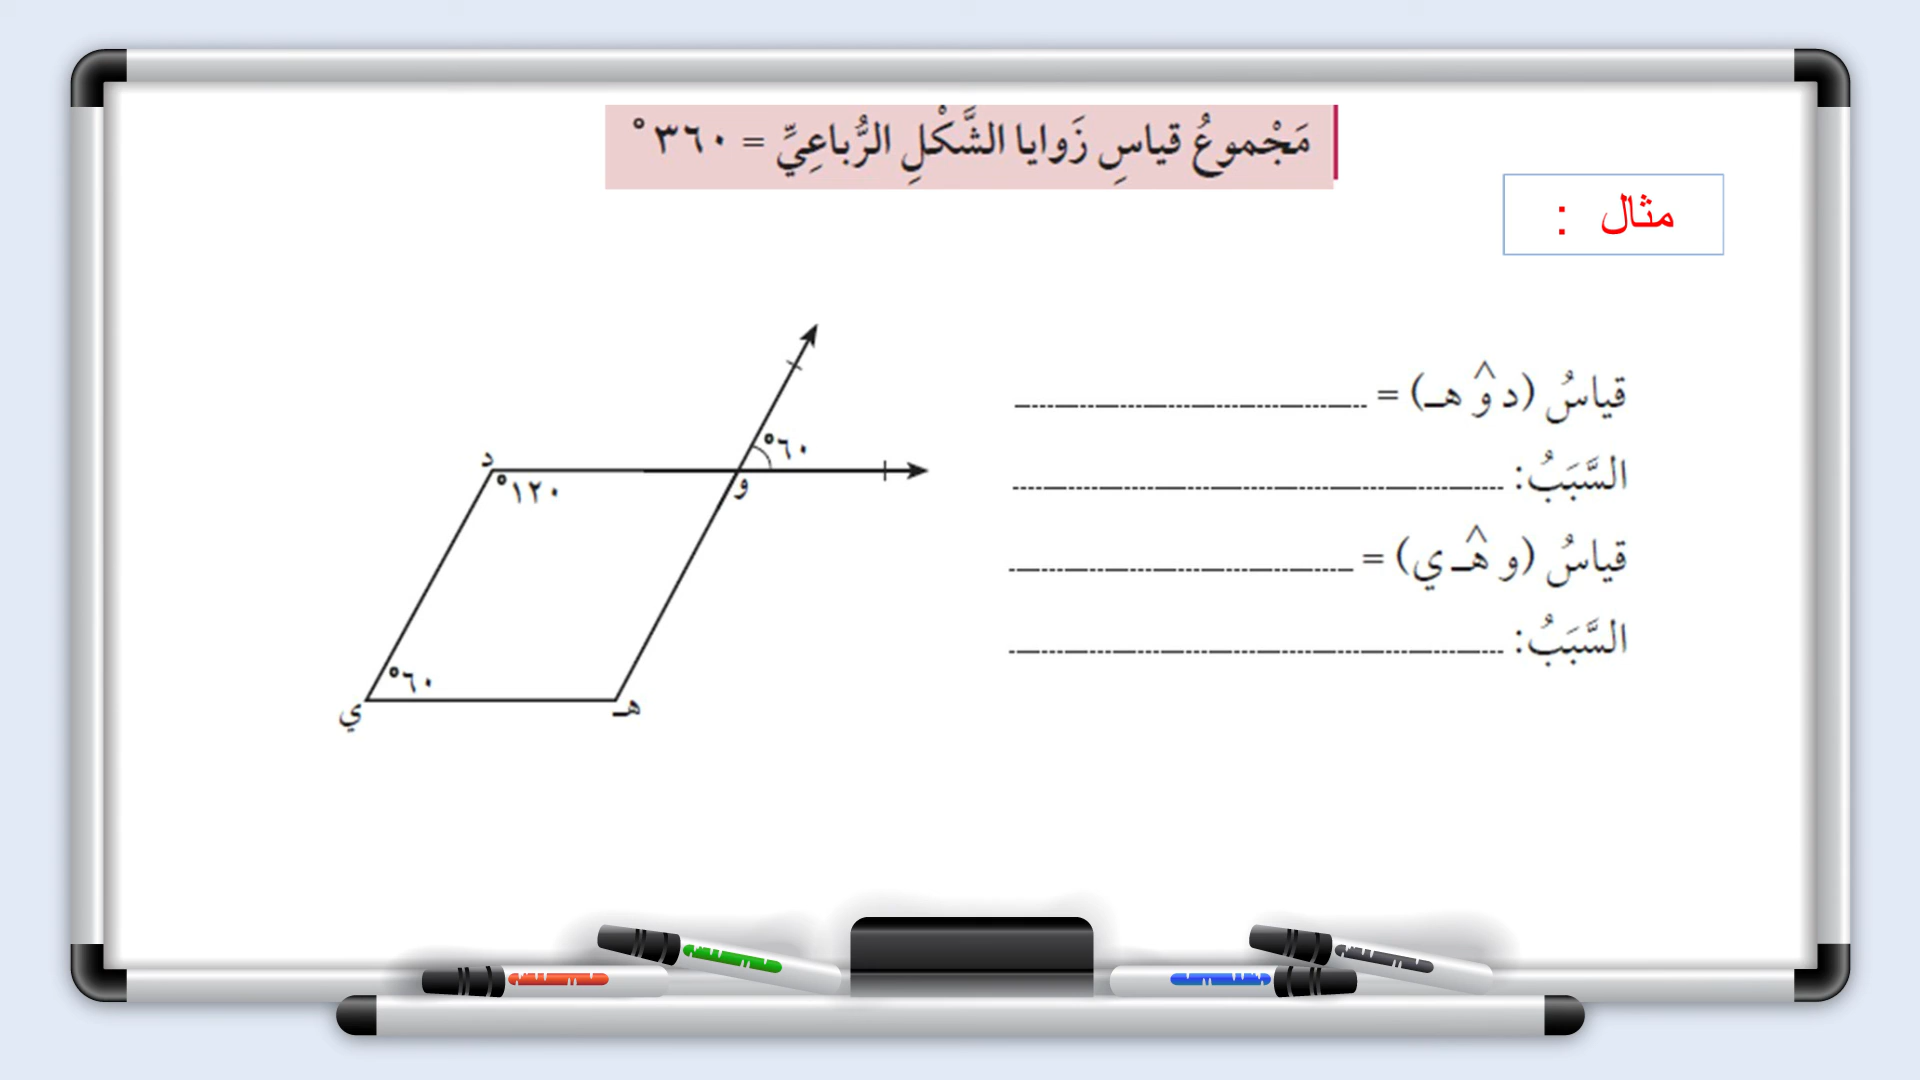 مَجْموعُ قياسِ زَوايا الشَّكْلِ الرُّباعِيِّ = ٣٦٠°
مثال :
قياسُ (د وَ^ هـ) = ..............................
السَّبَبُ: ..............................
قياسُ (و هـ^ ي) = ..............................
السَّبَبُ: ..............................
٦٠°
د
١٢٠°
و
٦٠°
ي
هـ